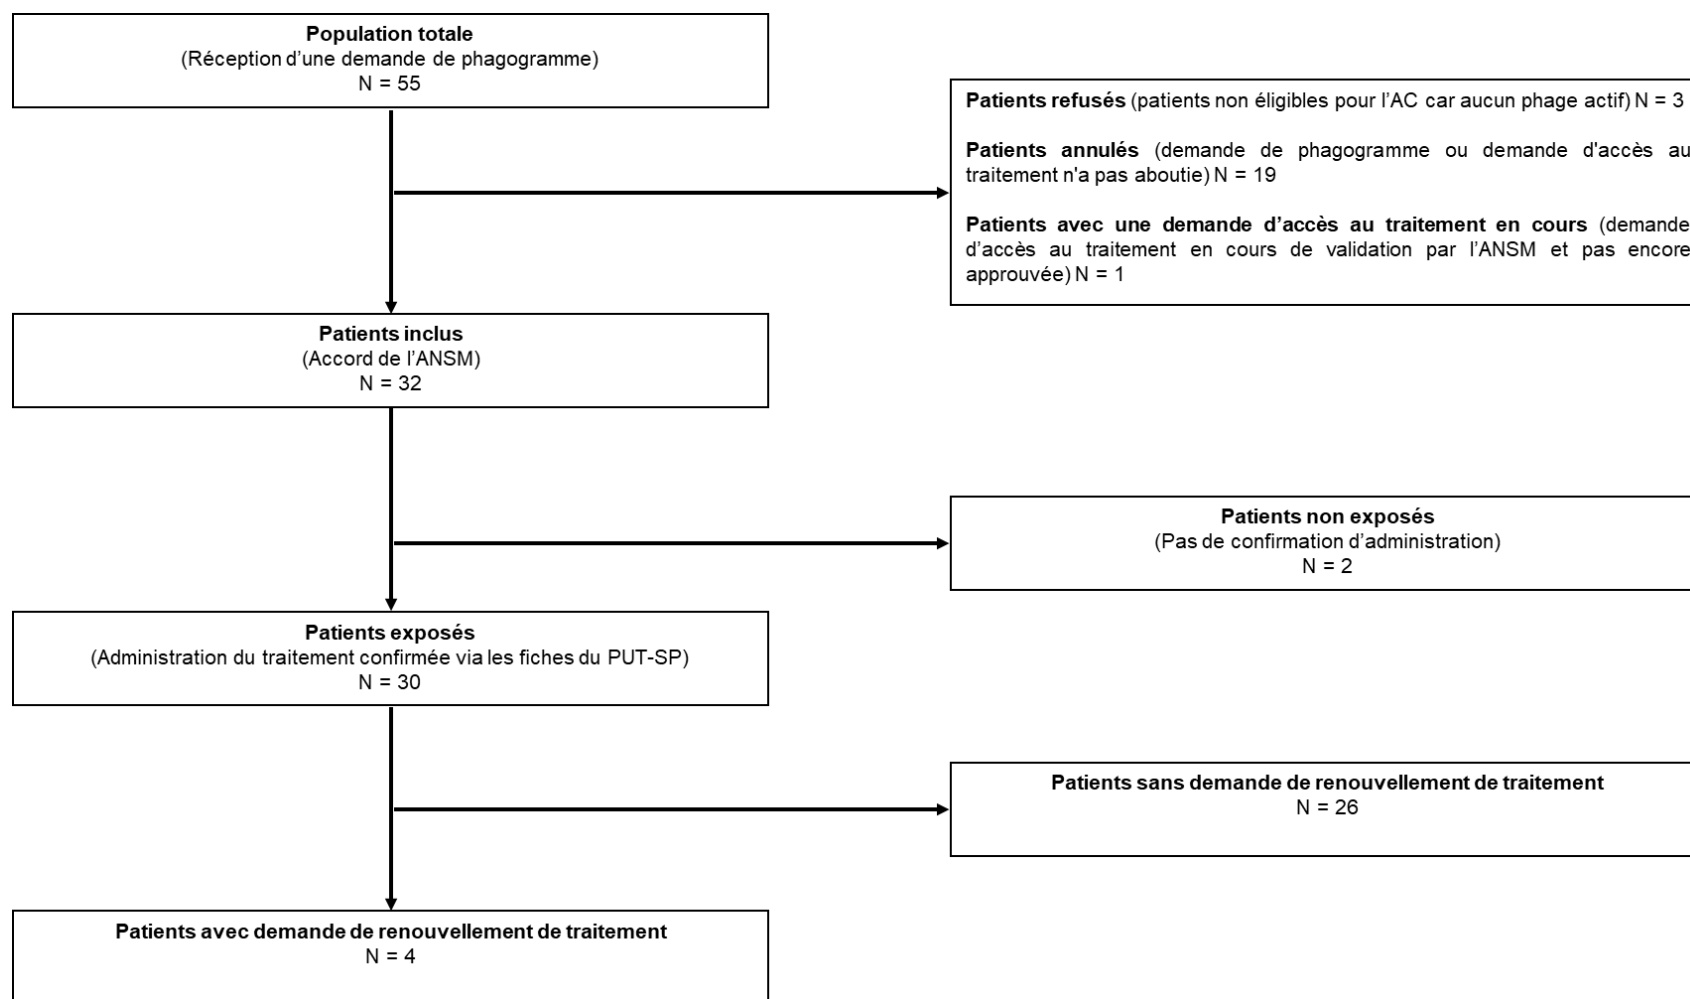 Population totale
(Réception d'une demande de phagogramme)
N = 55
Patients refusés (patients non éligibles pour l'AC car aucun phage actif) N = 3
Patients annulés (demande de phagogramme ou demande d'accès au
traitement n'a pas aboutie) N = 19
Patients avec une demande d'accès au traitement en cours (demande
d'accès au traitement en cours de validation par l'ANSM et pas encore
approuvée) N = 1
Patients inclus
(Accord de l'ANSM)
N = 32
Patients non exposés
(Pas de confirmation d'administration)
N = 2
Patients exposés
(Administration du traitement confirmée via les fiches du PUT-SP)
N = 30
Patients sans demande de renouvellement de traitement
N = 26
Patients avec demande de renouvellement de traitement
N = 4